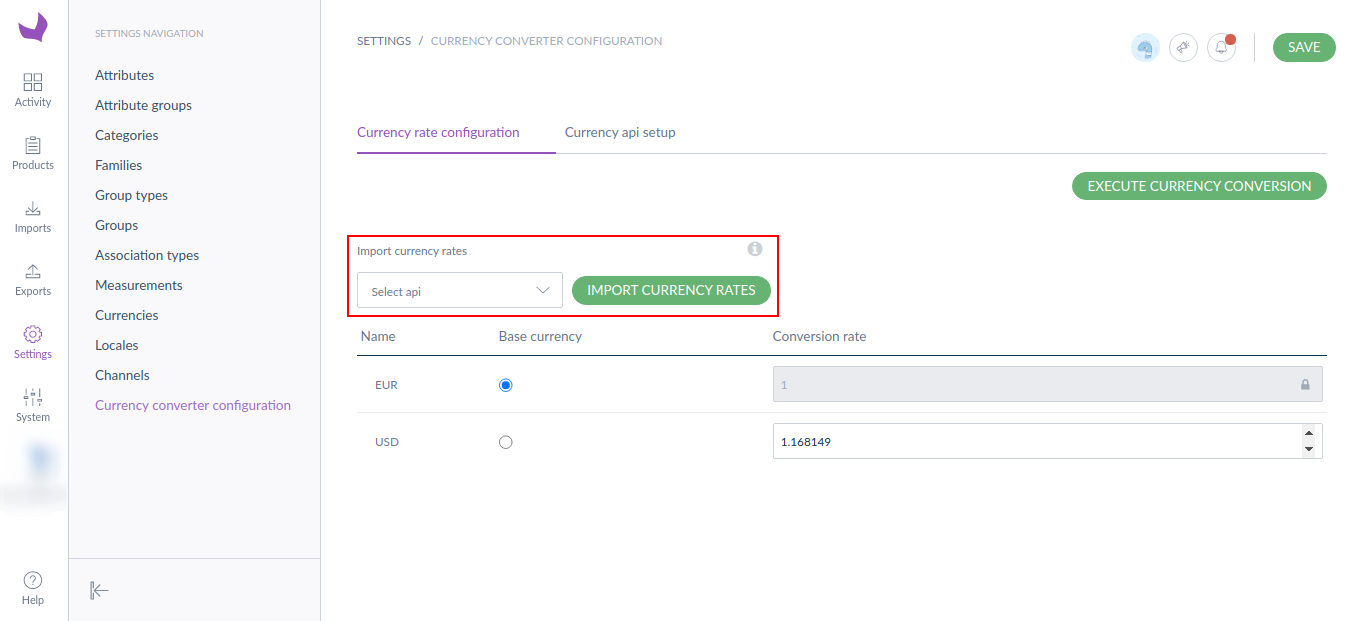 SETTINGS NAVIGATION
Attributes
Attribute groups
Categories
Families
Group types
Groups
Association types
Measurements
Currencies
Locales
Channels
Currency converter configuration
Activity
Products
Imports
Exports
Settings
System
Help
SETTINGS / CURRENCY CONVERTER CONFIGURATION
SAVE
Currency rate configuration Currency api setup
EXECUTE CURRENCY CONVERSION
Import currency rates
Select api IMPORT CURRENCY RATES
Name Base currency Conversion rate
EUR 1
USD 1.168149